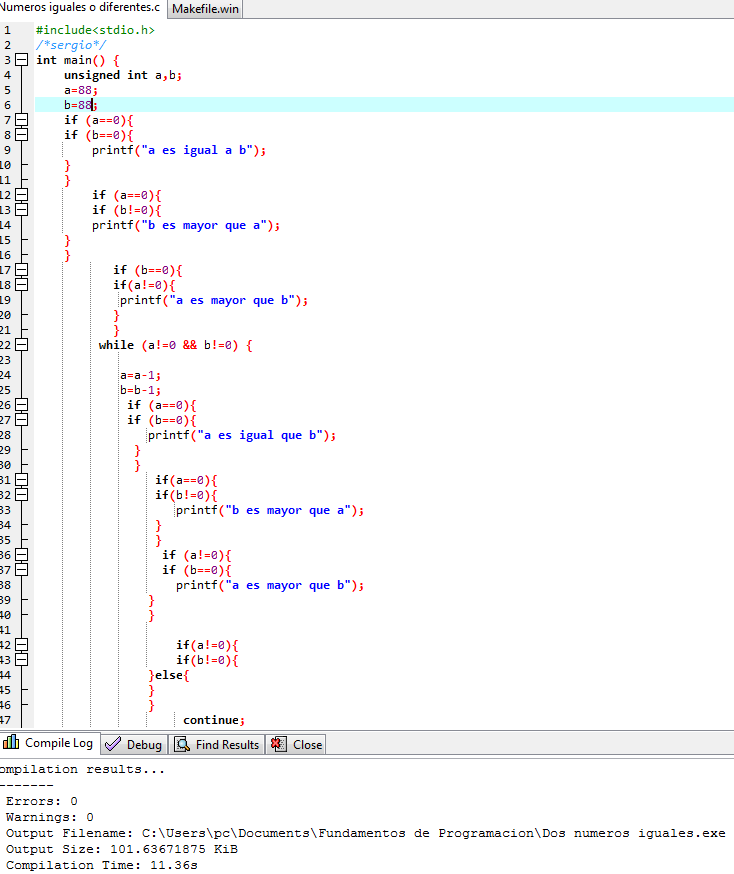 Numeros iguales o diferentes.c Makefile.win
1 #include<stdio.h>
2 /*sergio*/
3 int main() {
4 unsigned int a,b;
5 a=88;
6 b=88;
7 if (a==0){
8 if (b==0){
9 printf("a es igual a b");
10 }
11 }
12 if (a==0){
13 if (b!=0){
14 printf("b es mayor que a");
15 }
16 }
17 if (b==0){
18 if(a!=0){
19 printf("a es mayor que b");
20 }
21 }
22 while (a!=0 && b!=0) {
23
24 a=a-1;
25 b=b-1;
26 if (a==0){
27 if (b==0){
28 printf("a es igual que b");
29 }
30 }
31 if(a==0){
32 if(b!=0){
33 printf("b es mayor que a");
34 }
35 }
36 if (a!=0){
37 if (b==0){
38 printf("a es mayor que b");
39 }
40 }
41
42 if(a!=0){
43 if(b!=0){
44 }else{
45 }
46 }
47 continue;
Compile Log Debug Find Results Close
ompilation results...
-------
Errors: 0
Warnings: 0
Output Filename: C:\Users\pc\Documents\Fundamentos de Programacion\Dos numeros iguales.exe
Output Size: 101.63671875 KiB
Compilation Time: 11.36s